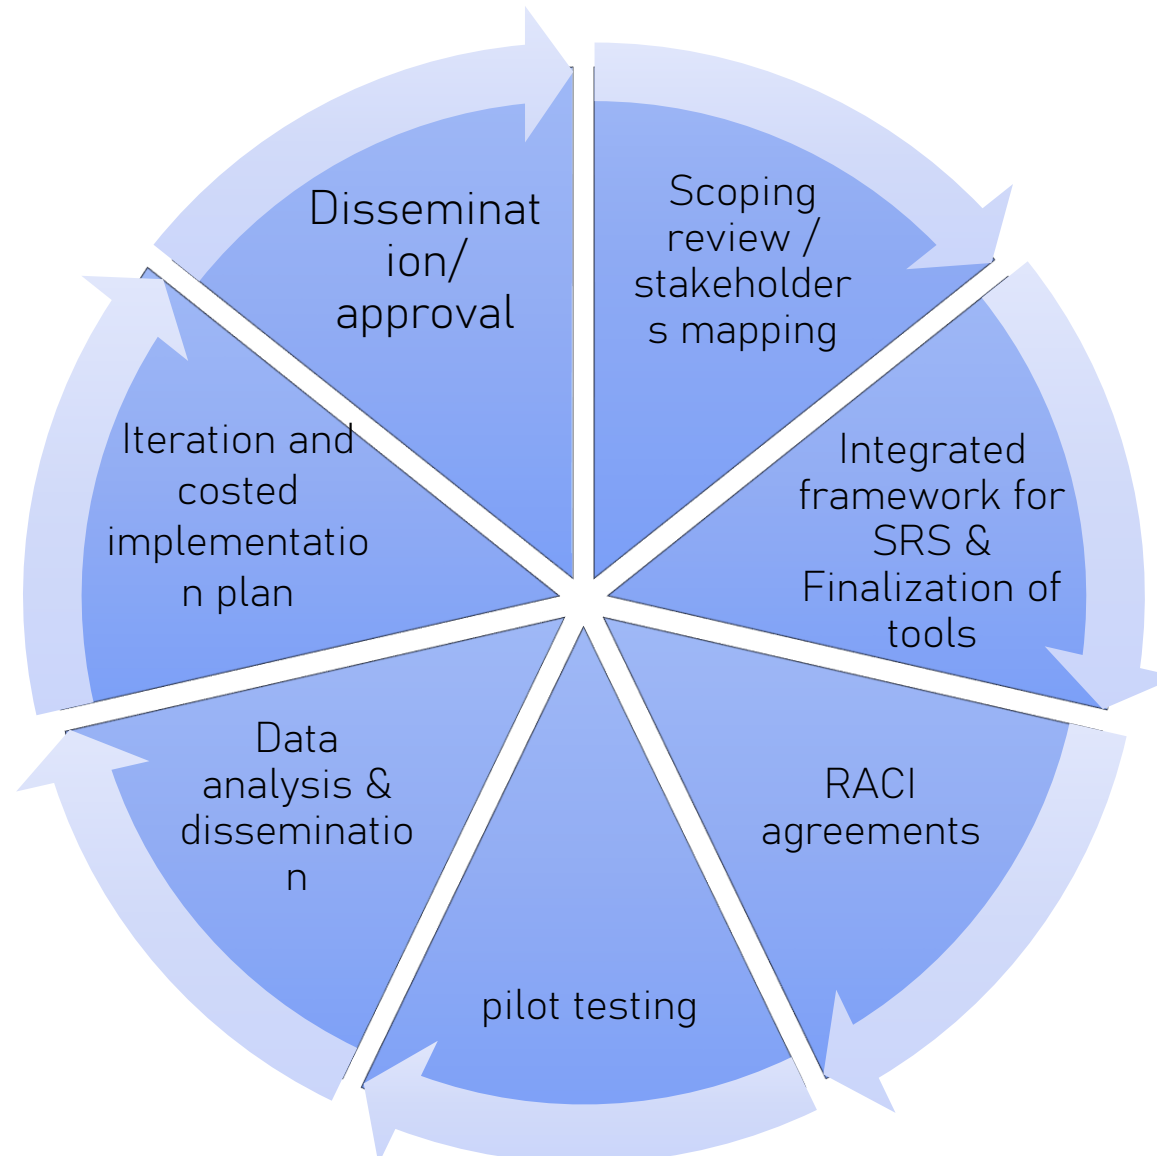 Scoping
review /
stakeholder
s mapping
Integrated
framework for
SRS &
Finalization of
tools
RACI
agreements
pilot testing
Data
analysis &
disseminatio
n
Iteration and
costed
implementatio
n plan
Disseminat
ion/
approval